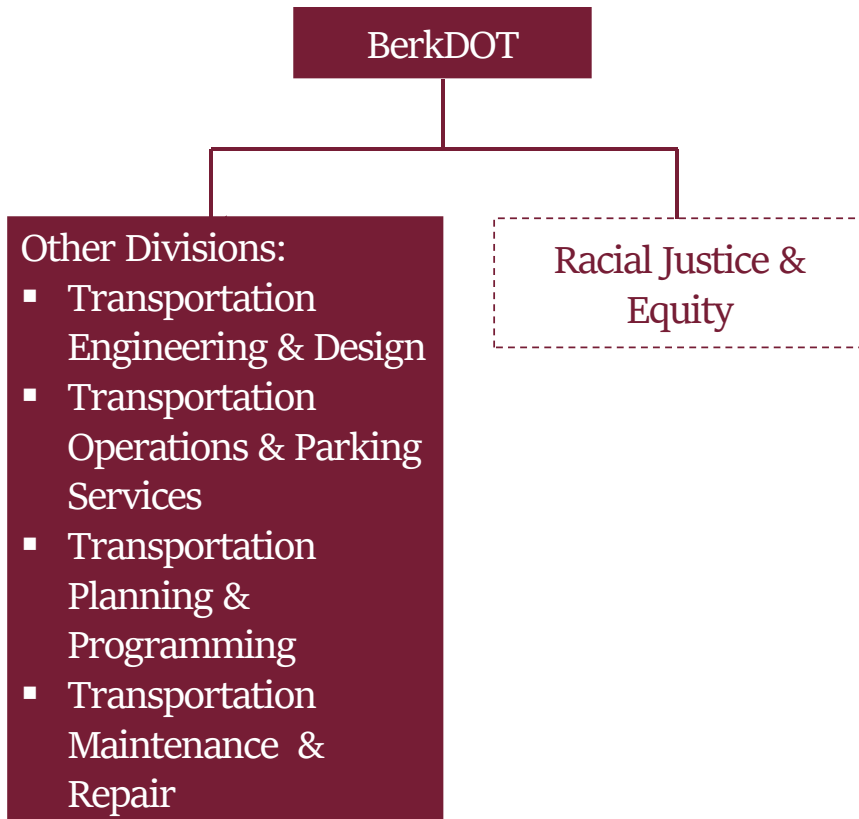 BerkDOT
Other Divisions:
▪ Transportation
Engineering & Design
▪ Transportation
Operations & Parking
Services
▪ Transportation
Planning &
Programming
▪ Transportation
Maintenance  &
Repair
Racial Justice &
Equity